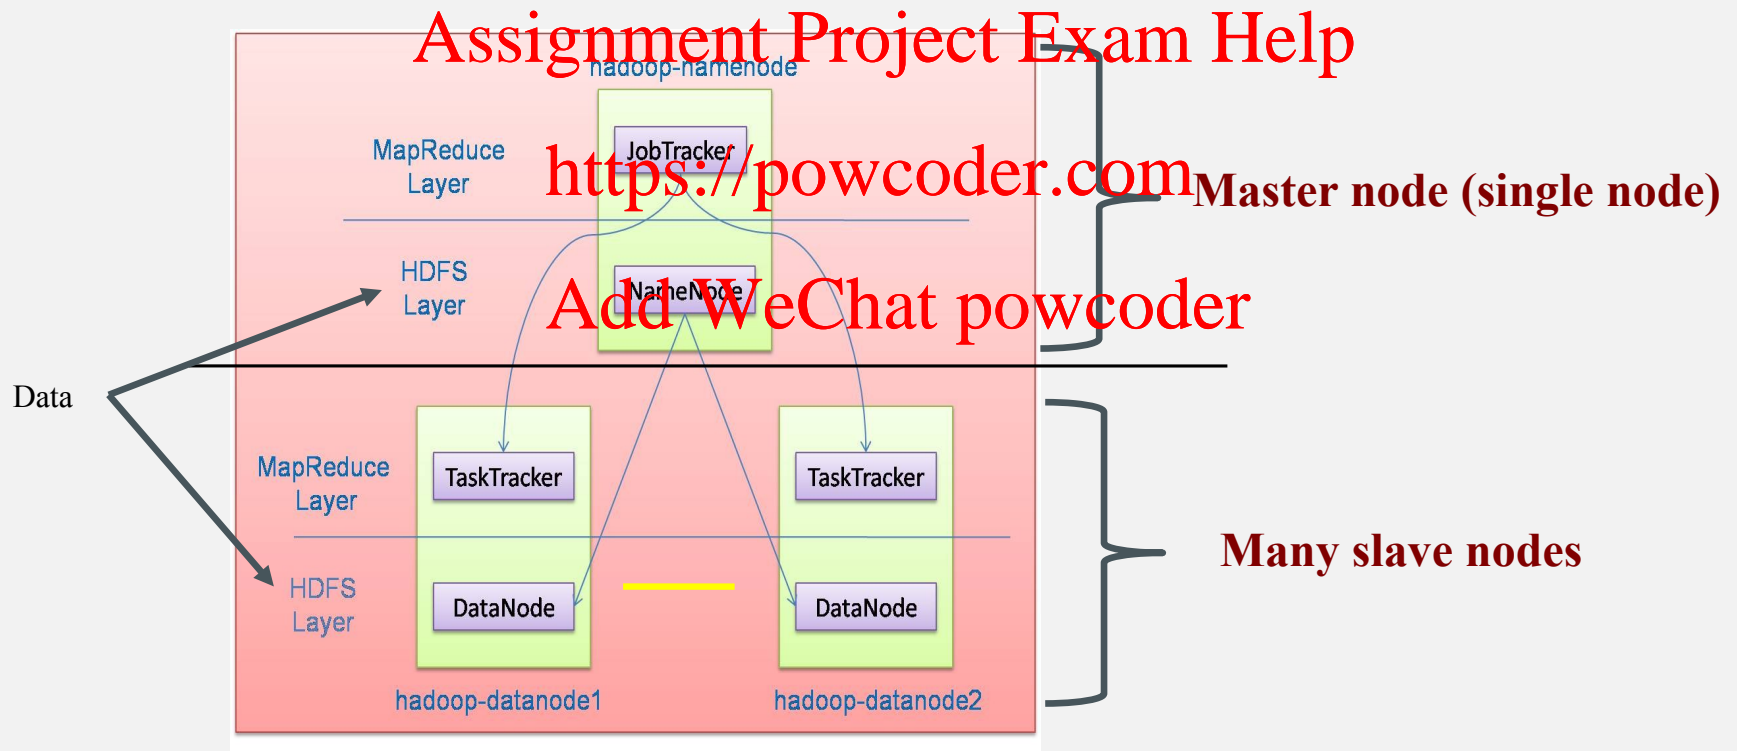 Assignment Project Exam Help
hadoop-namenode
JobTracker
MapReduce
Layer
https://powcoder.com
Master node (single node)
HDFS
Layer
NameNode
Add WeChat powcoder
Data
MapReduce
Layer
TaskTracker
TaskTracker
Many slave nodes
HDFS
Layer
DataNode
DataNode
hadoop-datanode1
hadoop-datanode2